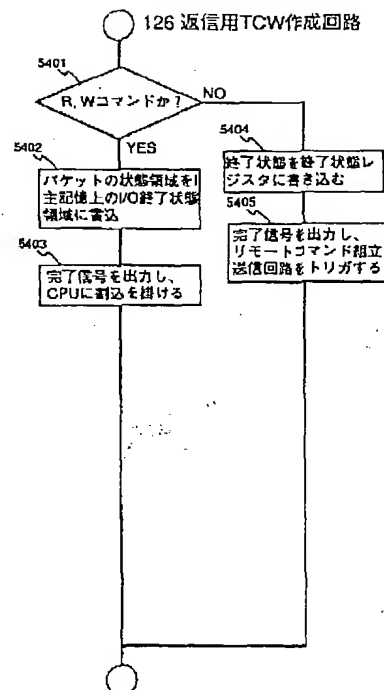 126 返信用TCW作成回路
5401
R, Wコマンドか?
NO
YES
5402
パケットの状態領域を
主記憶上のI/O終了状態
領域に書込
5403
完了信号を出力し、
CPUに割込を掛ける
5404
終了状態を終了状態レ
ジスタに書き込む
5405
完了信号を出力し、
リモートコマンド組立
送信回路をトリガする